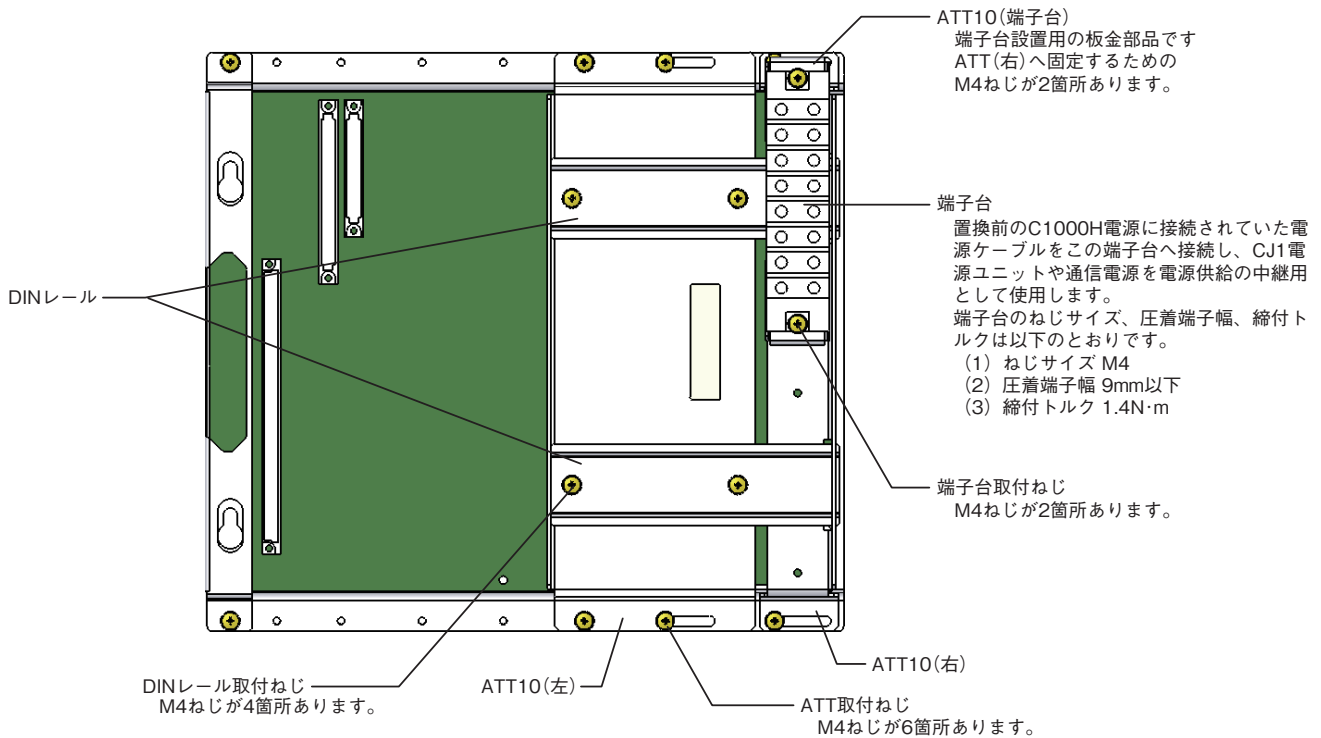 ATT10(端子台)
端子台設置用の板金部品です
ATT(右)へ固定するための
M4ねじが2箇所あります。
端子台
置換前のC1000H電源に接続されていた電
源ケーブルをこの端子台へ接続し、CJ1電
源ユニットや通信電源を電源供給の中継用
として使用します。
端子台のねじサイズ、圧着端子幅、締付ト
ルクは以下のとおりです。
(1) ねじサイズ M4
(2) 圧着端子幅 9mm以下
(3) 締付トルク 1.4N·m
DINレール
端子台取付ねじ
M4ねじが2箇所あります。
ATT10(右)
DINレール取付ねじ
M4ねじが4箇所あります。
ATT10(左)
ATT取付ねじ
M4ねじが6箇所あります。